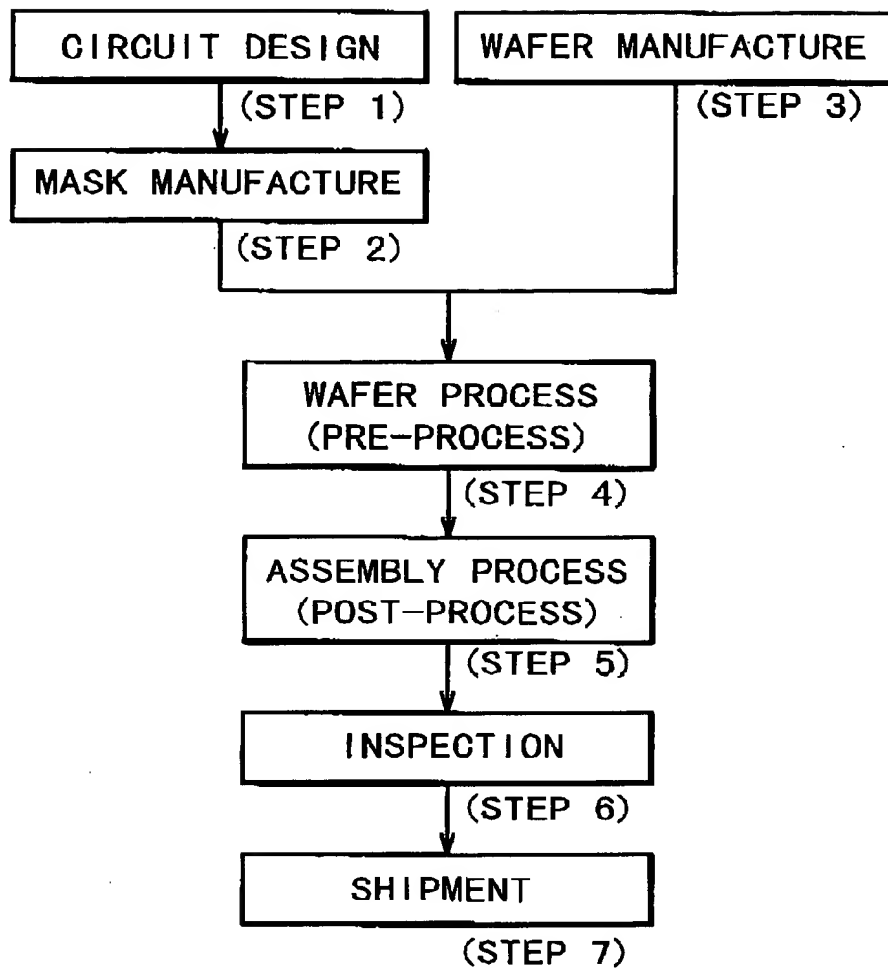 CIRCUIT DESIGN
(STEP 1)
WAFER MANUFACTURE
(STEP 3)
MASK MANUFACTURE
(STEP 2)
WAFER PROCESS
(PRE-PROCESS)
(STEP 4)
ASSEMBLY PROCESS
(POST-PROCESS)
(STEP 5)
INSPECTION
(STEP 6)
SHIPMENT
(STEP 7)